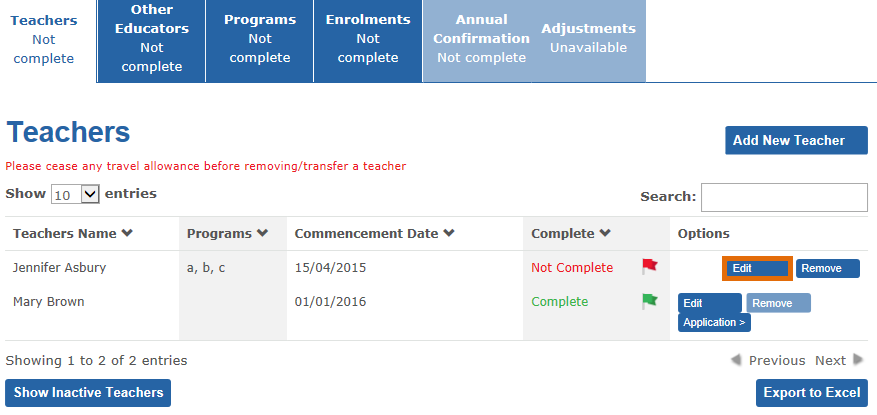 Teachers
Not
complete
Other
Educators
Not
complete
Programs
Not
complete
Enrolments
Not
complete
Annual
Confirmation
Not complete
Adjustments
Unavailable
Teachers
Add New Teacher
Please cease any travel allowance before removing/transfer a teacher
Show 10 entries
Search:
Teachers Name Programs Commencement Date Complete Options
Jennifer Asbury a, b, c 15/04/2015 Not Complete Edit Remove
Mary Brown 01/01/2016 Complete Edit Remove
Application >
Showing 1 to 2 of 2 entries Previous Next
Show Inactive Teachers Export to Excel